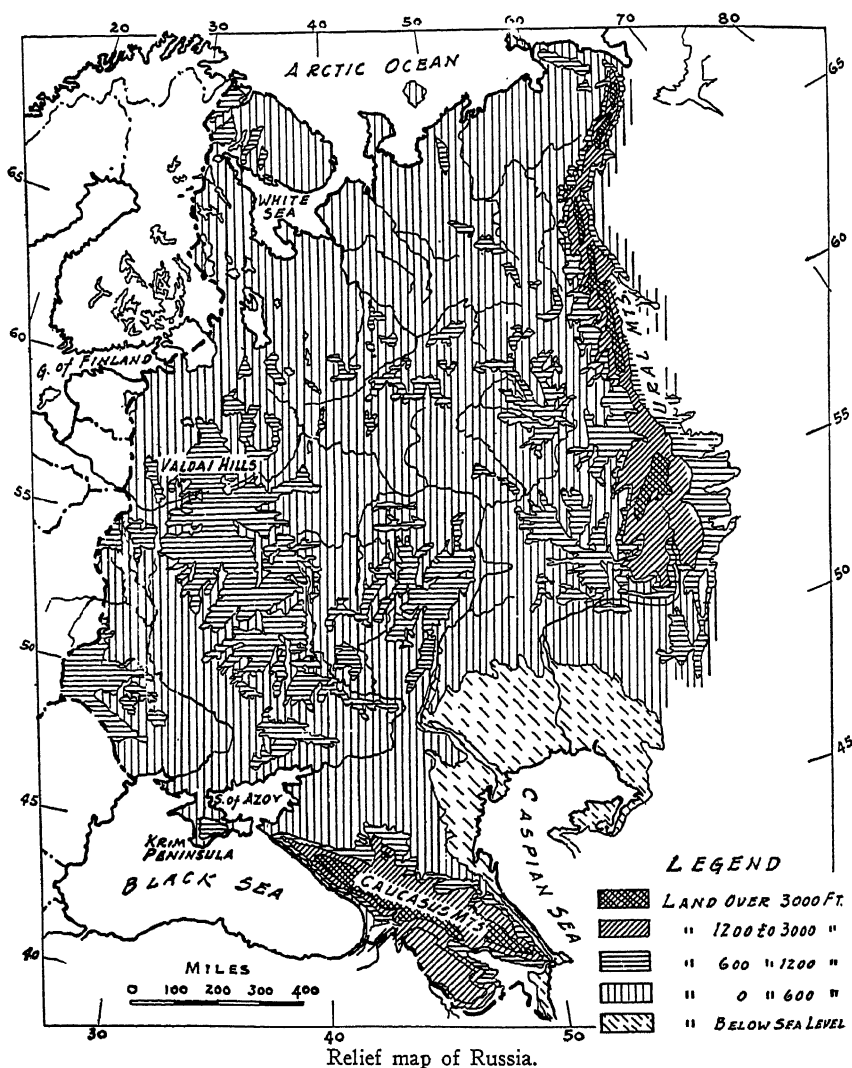 20 30 40 50 60 70 80
ARCTIC OCEAN
65
65
WHITE
SEA
60
URAL MTS.
60
G. OF FINLAND
55
VALDAI HILLS
55
50
50
45
S. OF AZOV
45
KRIM
PENINSULA
BLACK SEA
CAUCASUS MTS
CASPIAN SEA
40
MILES
0 100 200 300 400
LEGEND
LAND OVER 3000 FT.
" 1200 to 3000 "
" 600 " 1200 "
" 0 " 600 "
" BELOW SEA LEVEL
30 40 50
Relief map of Russia.